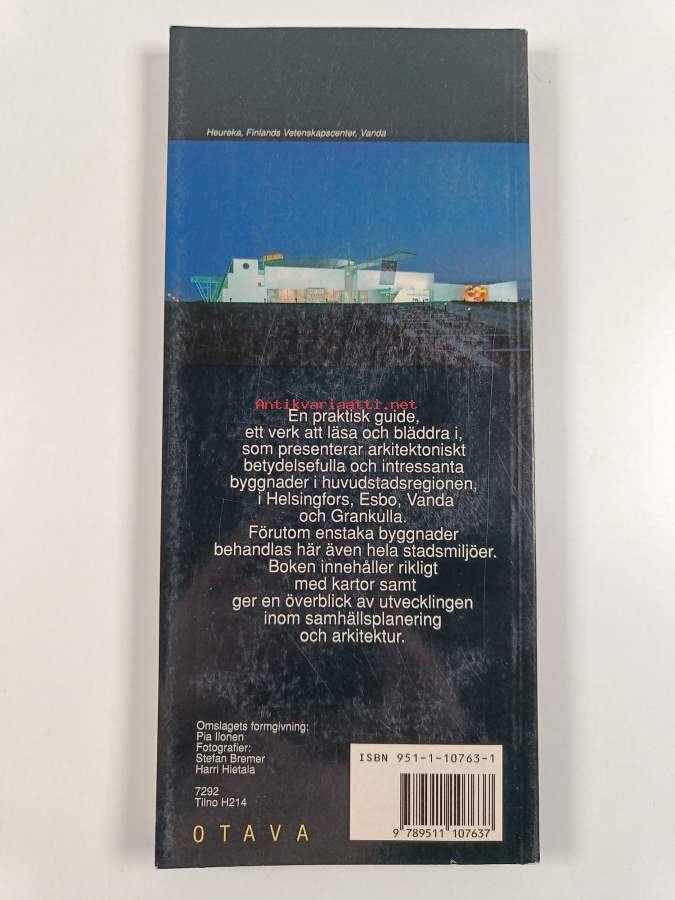 Heureka, Finlands Vetenskapscenter, Vanda
Antikvariaatti.net
En praktisk guide,
ett verk att läsa och bläddra i,
som presenterar arkitektoniskt
betydelsefulla och intressanta
byggnader i huvudstadsregionen,
i Helsingfors, Esbo, Vanda
och Grankulla.
Förutom enstaka byggnader
behandlas här även hela stadsmiljöer.
Boken innehåller rikligt
med kartor samt
ger en överblick av utvecklingen
inom samhällsplanering
och arkitektur.
Omslagets formgivning:
Pia Ilonen
Fotografier:
Stefan Bremer
Harri Hietala
7292
Tilno H214
OTAVA
ISBN 951-1-10763-1
9 789511 107637